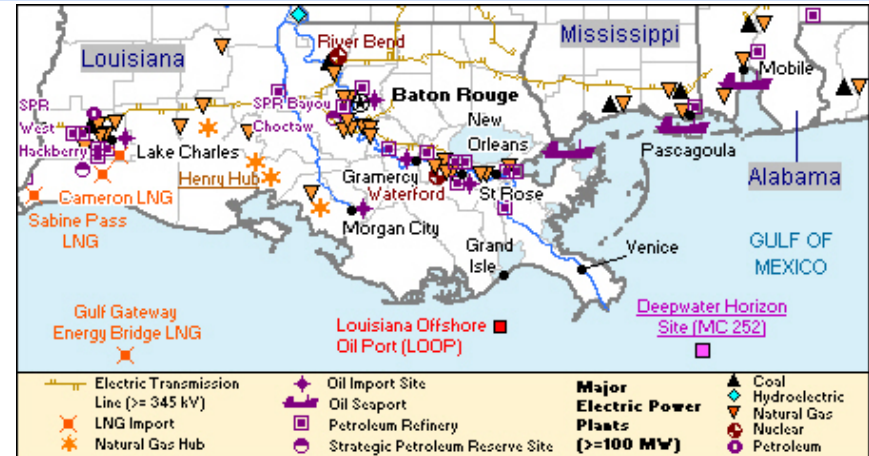 River Bend
Mississippi
Louisiana
Mobile
SPR
SPR Bayou
Baton Rouge
West
Choctaw
New
Orleans
Hackberry
Lake Charles
Pascagoula
Henry Hub
Gramercy
Alabama
Cameron LNG
Waterford
St Rose
Sabine Pass
LNG
Morgan City
Grand
Isle
Venice
GULF OF
MEXICO
Gulf Gateway
Energy Bridge LNG
Louisiana Offshore
Oil Port (LOOP)
Deepwater Horizon
Site (MC 252)
Electric Transmission
Line (>= 345 kV)
LNG Import
Natural Gas Hub
Oil Import Site
Oil Seaport
Petroleum Refinery
Strategic Petroleum Reserve Site
Major
Electric Power
Plants
(>=100 MW)
Coal
Hydroelectric
Natural Gas
Nuclear
Petroleum